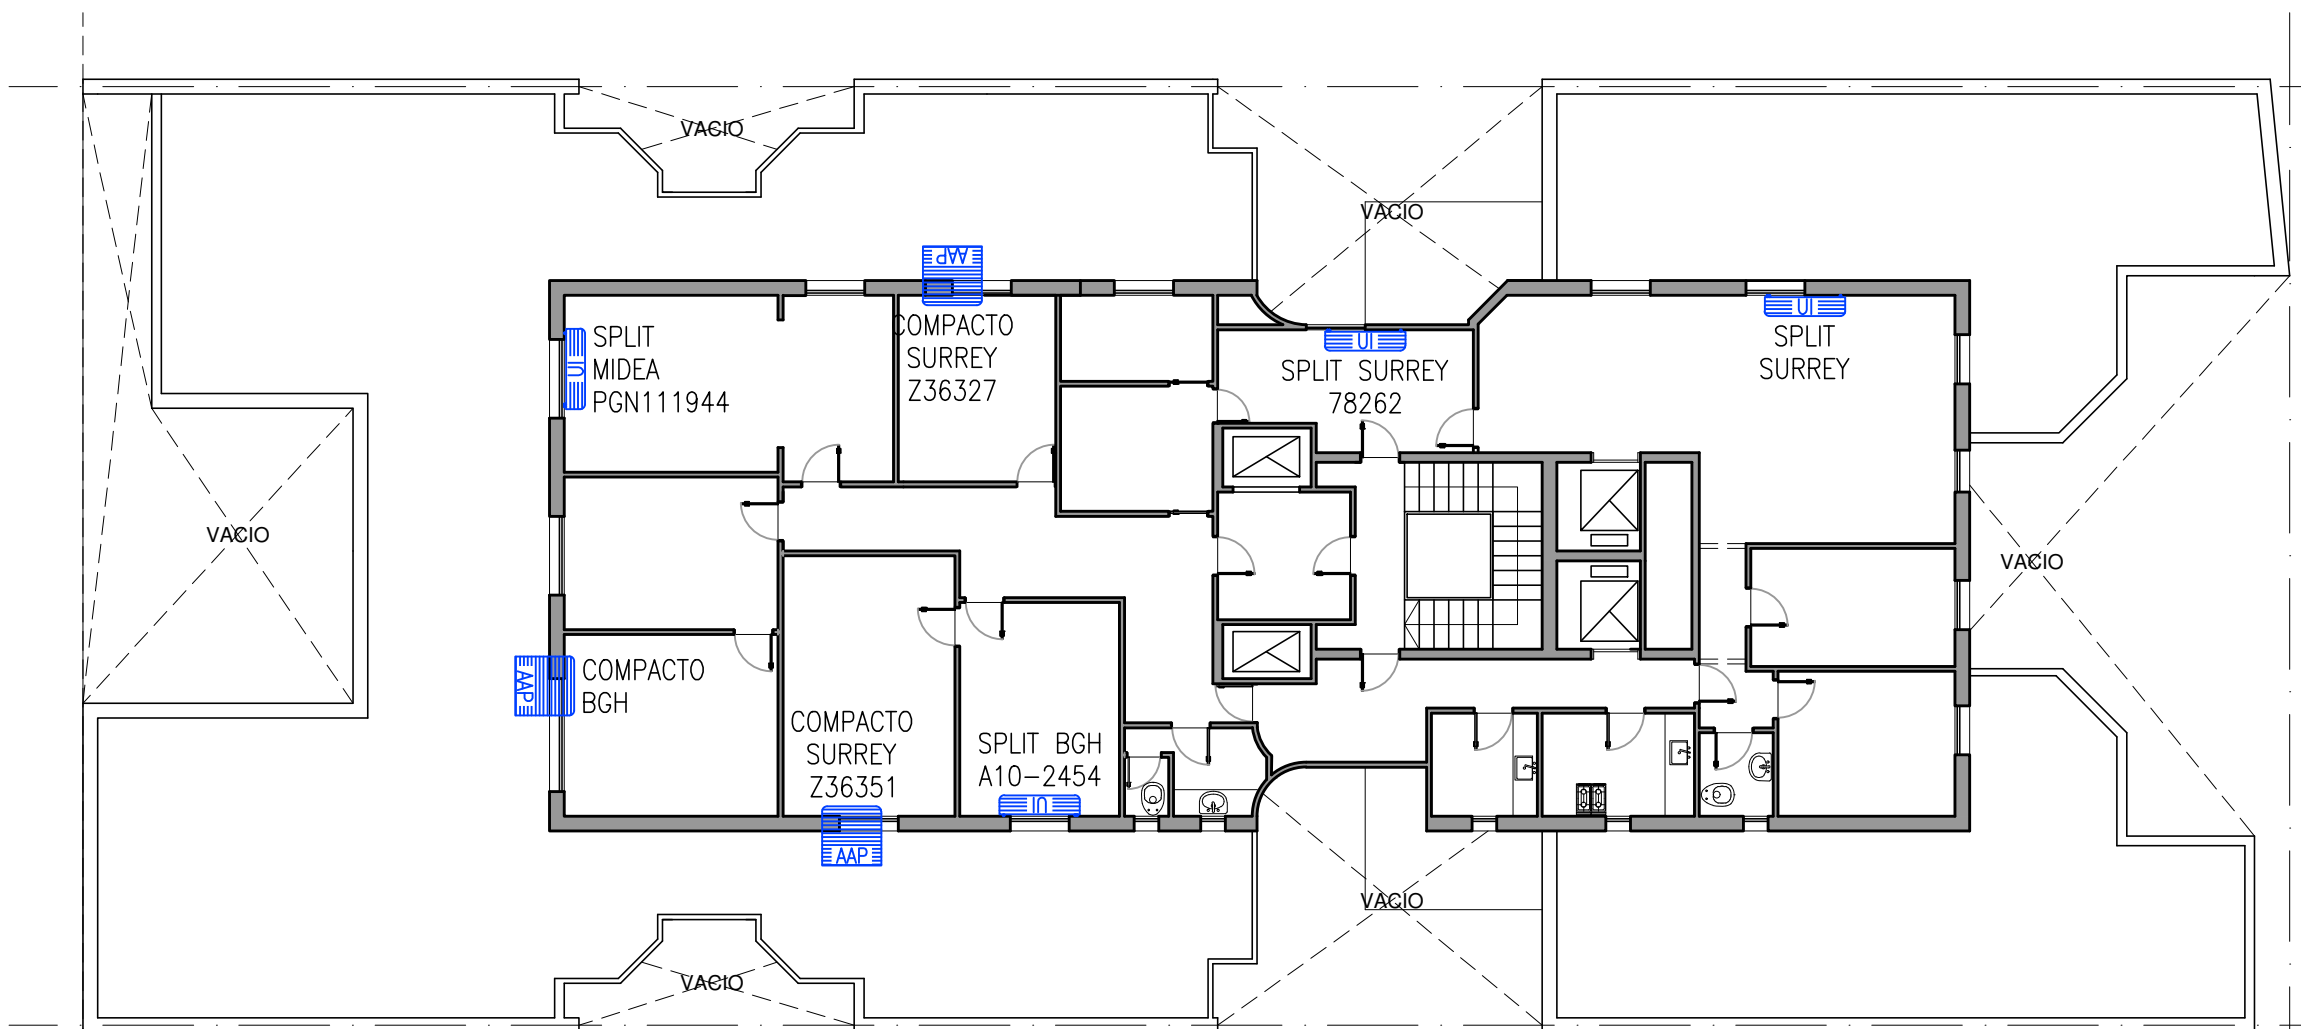 VACIO
VACIO
AAP
COMPACTO
SURREY
Z36327
UI
SPLIT
MIDEA
PGN111944
UI
SPLIT SURREY
78262
UI
SPLIT
SURREY
VACIO
VACIO
AAP
COMPACTO
BGH
COMPACTO
SURREY
Z36351
AAP
SPLIT BGH
A10-2454
UI
VACIO
VACIO